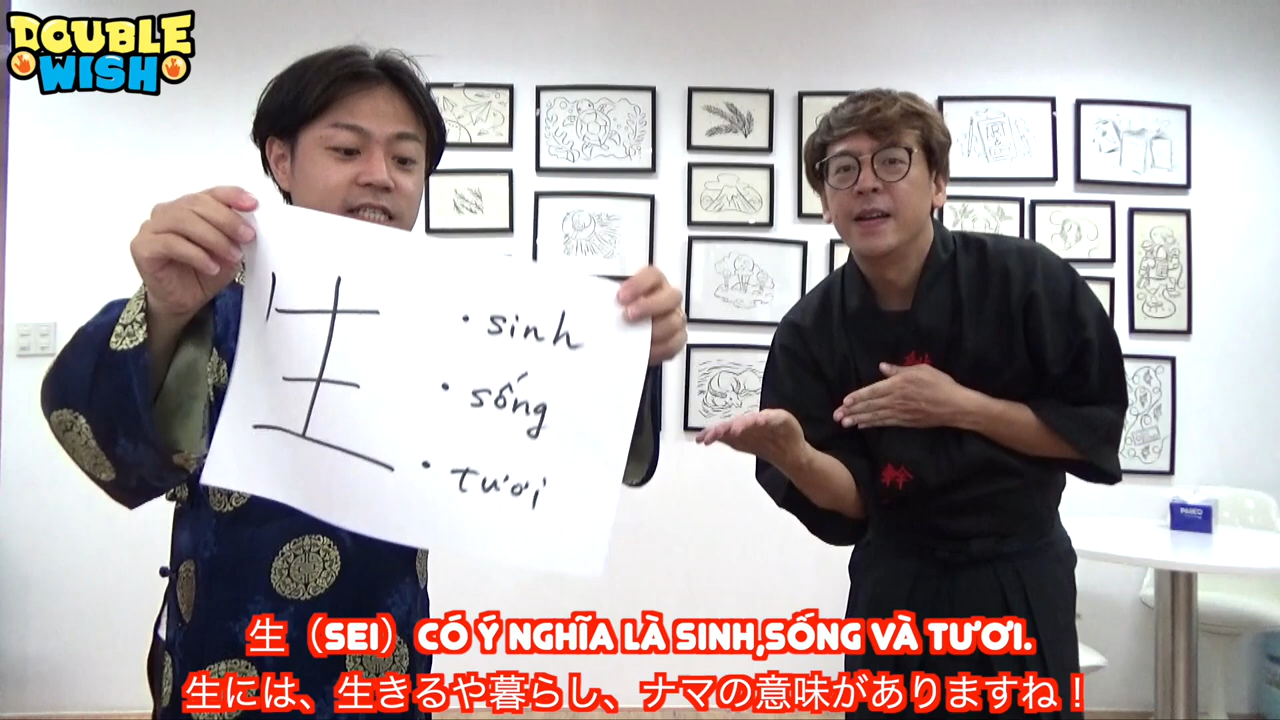 DOUBLE
WISH
生
・sinh
・sống
・tươi
生（SEI）CÓ Ý NGHĨA LÀ SINH,SỐNG VÀ TƯƠI.
生には、生きるや暮らし、ナマの意味がありますね！